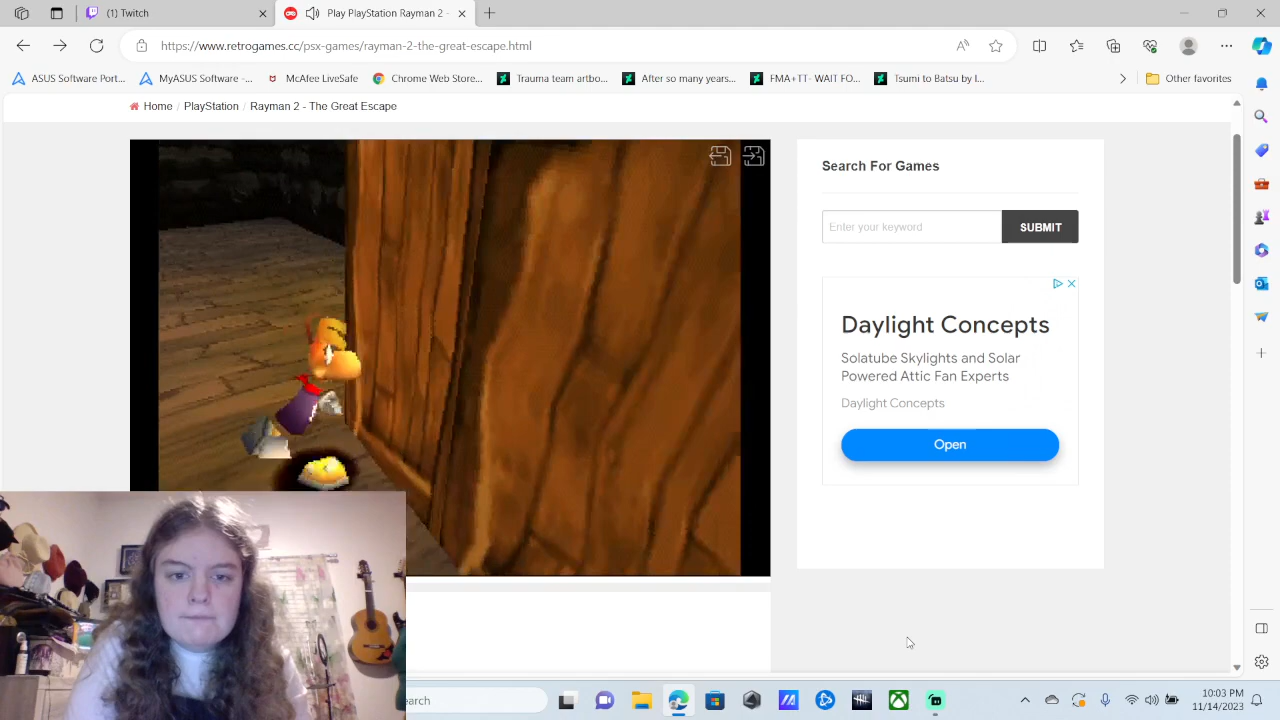 (1) Twitch
Play PlayStation Rayman 2 -
https://www.retrogames.cc/psx-games/rayman-2-the-great-escape.html
ASUS Software Port...
MyASUS Software -...
McAfee LiveSafe
Chrome Web Store...
Trauma team artbo...
After so many years...
FMA+TT- WAIT FO...
Tsumi to Batsu by I...
Other favorites
Home / PlayStation / Rayman 2 - The Great Escape
Search For Games
Enter your keyword
SUBMIT
Daylight Concepts
Solatube Skylights and Solar
Powered Attic Fan Experts
Daylight Concepts
Open
earch
10:03 PM
11/14/2023